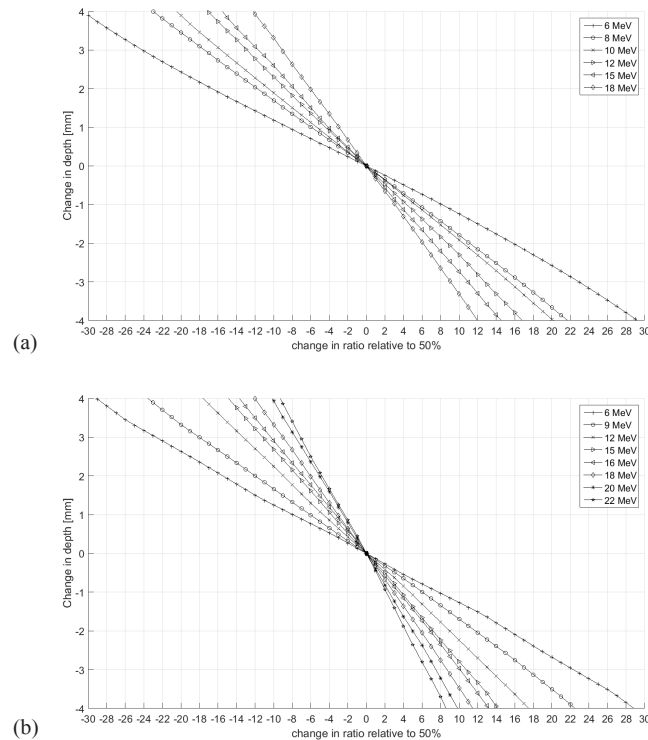 4
3
2
1
0
-1
-2
-3
-4
Change in depth [mm]
-30 -28 -26 -24 -22 -20 -18 -16 -14 -12 -10 -8 -6 -4 -2 0 2 4 6 8 10 12 14 16 18 20 22 24 26 28 30
change in ratio relative to 50%
6 MeV
8 MeV
10 MeV
12 MeV
15 MeV
18 MeV
(a)
4
3
2
1
0
-1
-2
-3
-4
Change in depth [mm]
-30 -28 -26 -24 -22 -20 -18 -16 -14 -12 -10 -8 -6 -4 -2 0 2 4 6 8 10 12 14 16 18 20 22 24 26 28 30
change in ratio relative to 50%
6 MeV
9 MeV
12 MeV
15 MeV
16 MeV
18 MeV
20 MeV
22 MeV
(b)